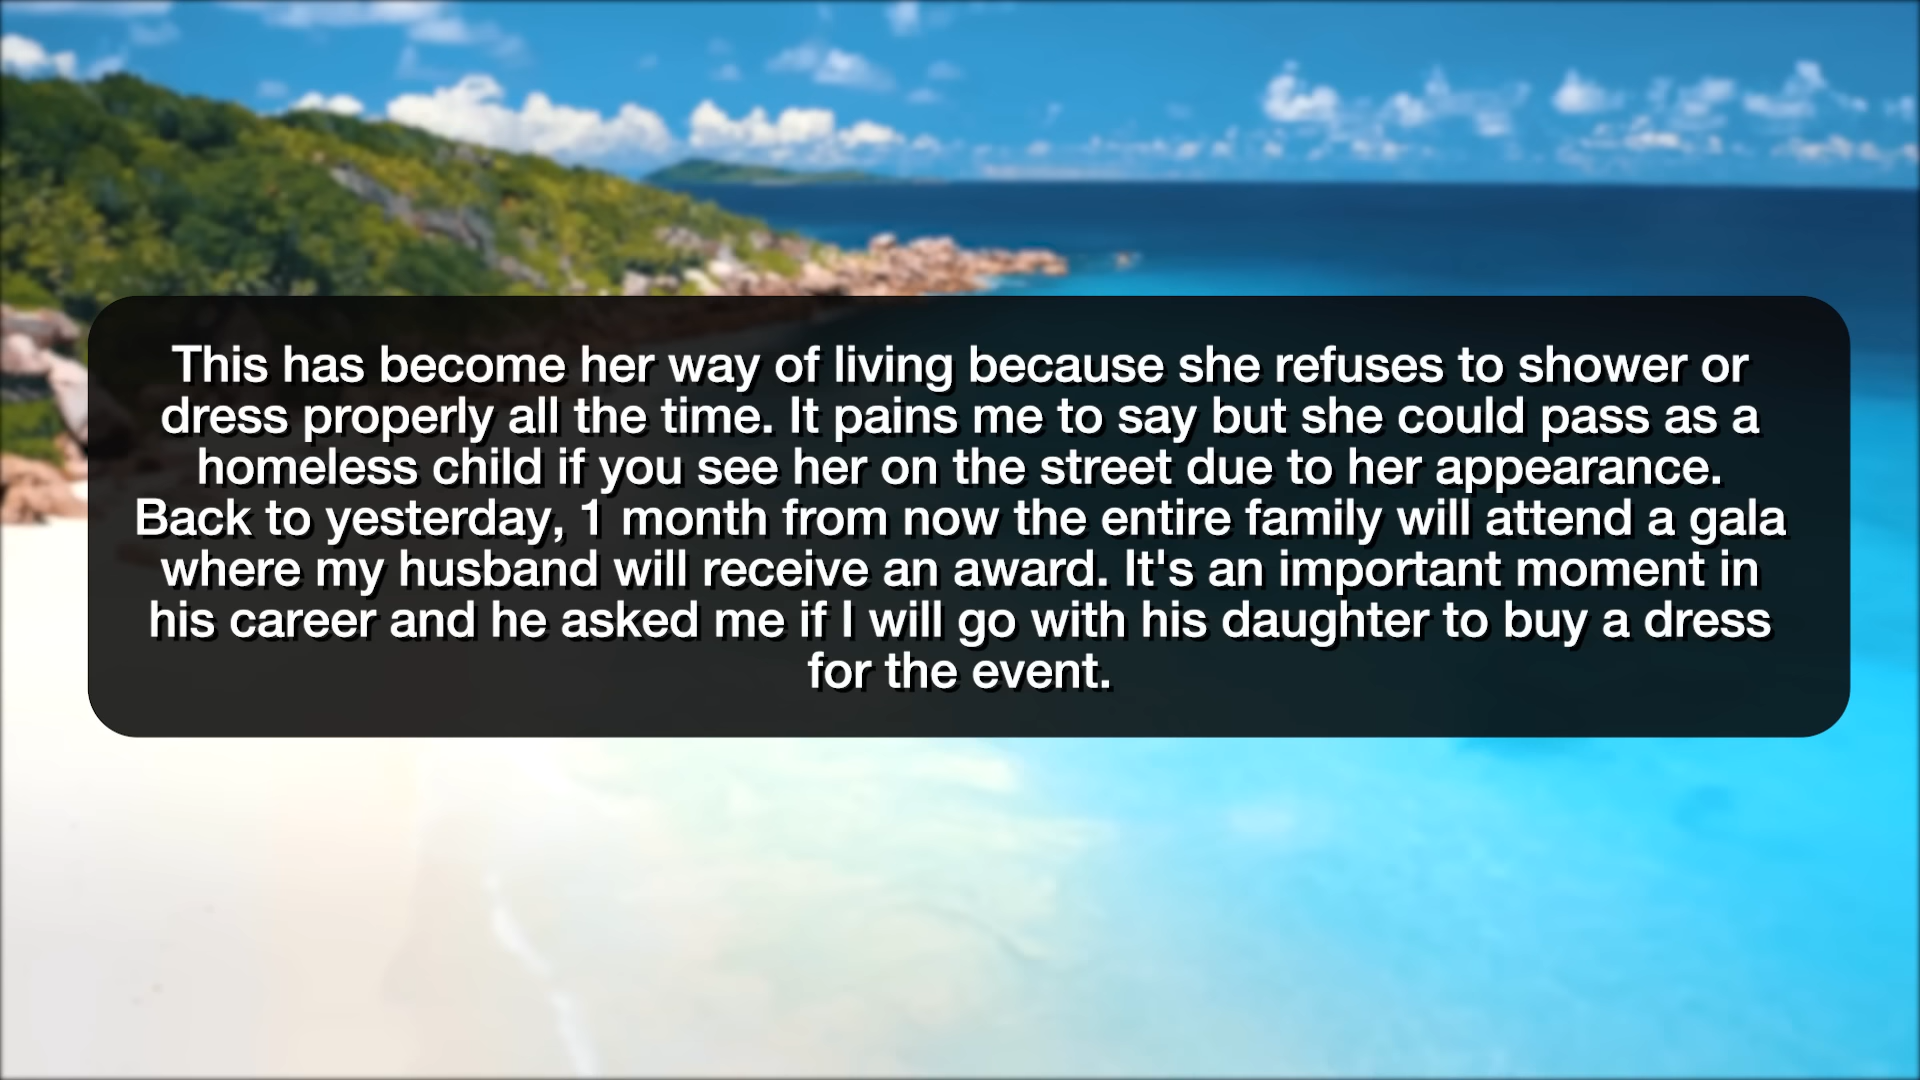 This has become her way of living because she refuses to shower or
dress properly all the time. It pains me to say but she could pass as a
homeless child if you see her on the street due to her appearance.
Back to yesterday, 1 month from now the entire family will attend a gala
where my husband will receive an award. It's an important moment in
his career and he asked me if I will go with his daughter to buy a dress
for the event.